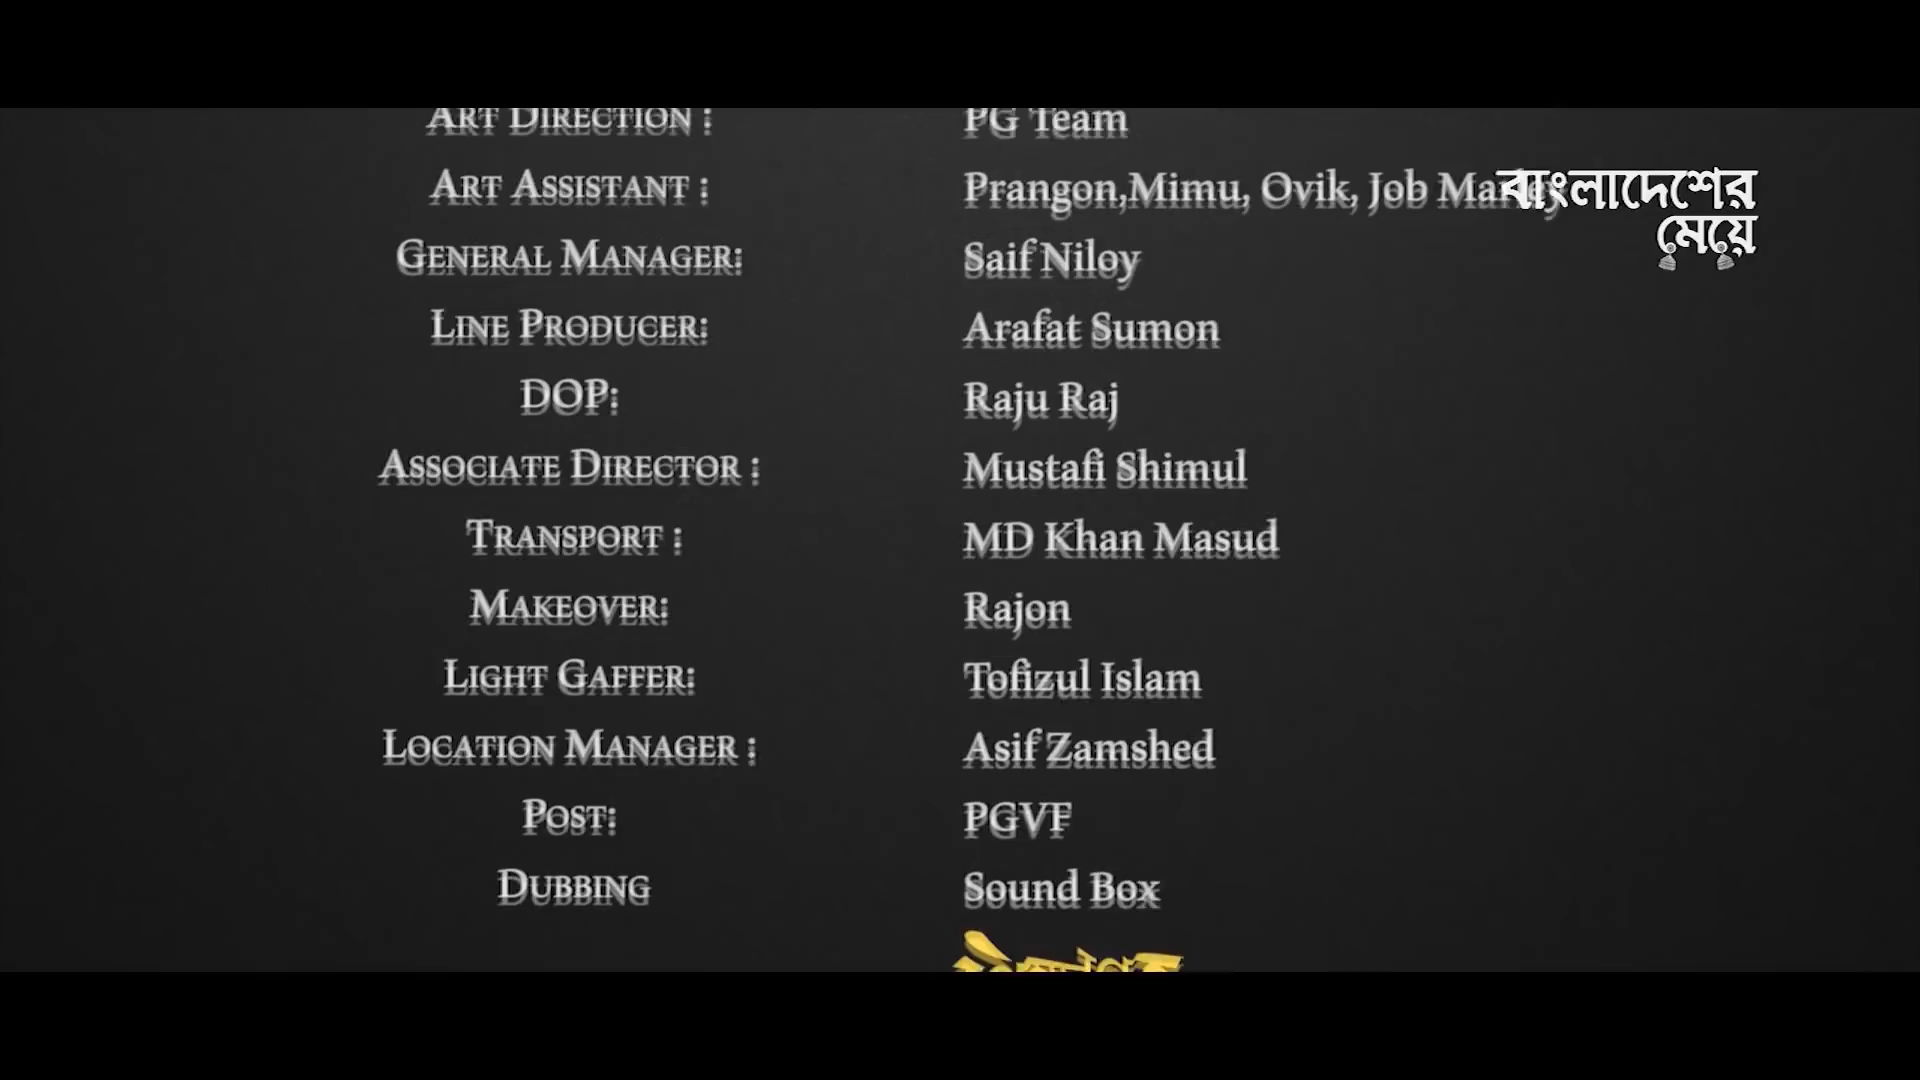 ART DIRECTION : PG Team
ART ASSISTANT : Prangon,Mimu, Ovik, Job Marley
বাংলাদেশের
মেয়ে
GENERAL MANAGER: Saif Niloy
LINE PRODUCER: Arafat Sumon
DOP: Raju Raj
ASSOCIATE DIRECTOR : Mustafi Shimul
TRANSPORT : MD Khan Masud
MAKEOVER: Rajon
LIGHT GAFFER: Tofizul Islam
LOCATION MANAGER : Asif Zamshed
POST: PGVF
DUBBING Sound Box